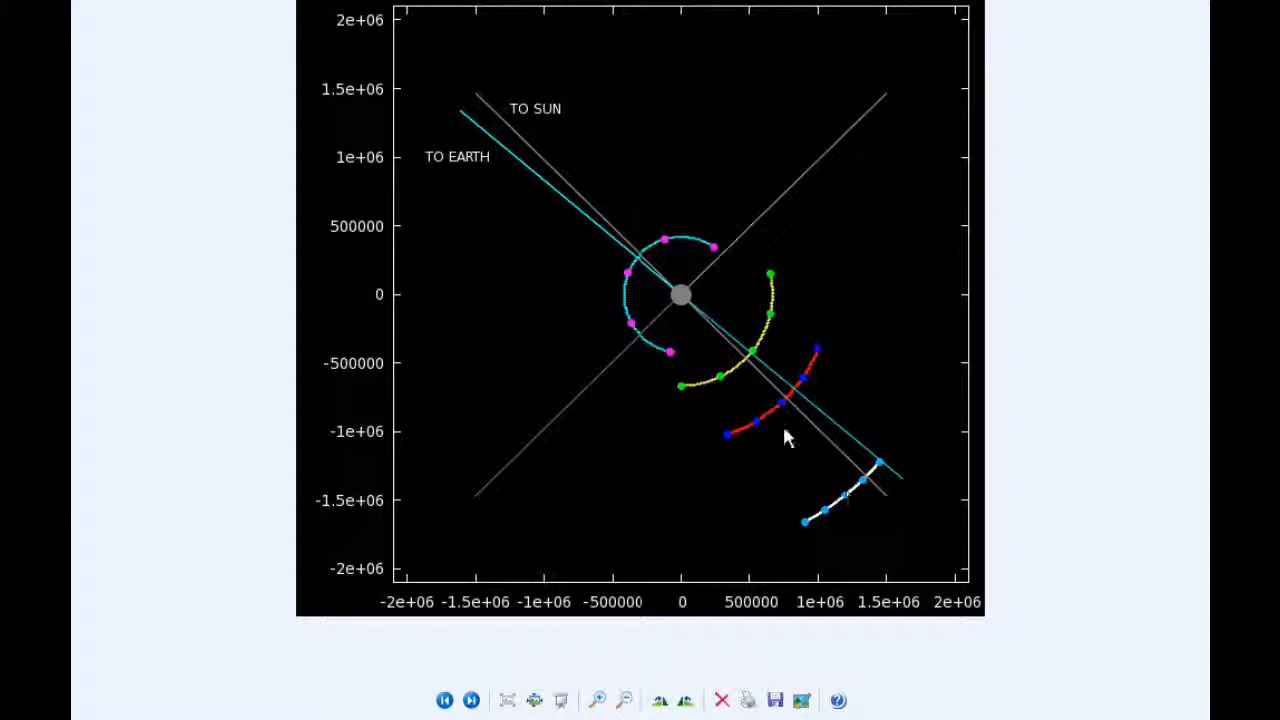 2e+06
1.5e+06
TO SUN
1e+06
TO EARTH
500000
0
-500000
-1e+06
-1.5e+06
-2e+06
-2e+06 -1.5e+06 -1e+06 -500000 0 500000 1e+06 1.5e+06 2e+06